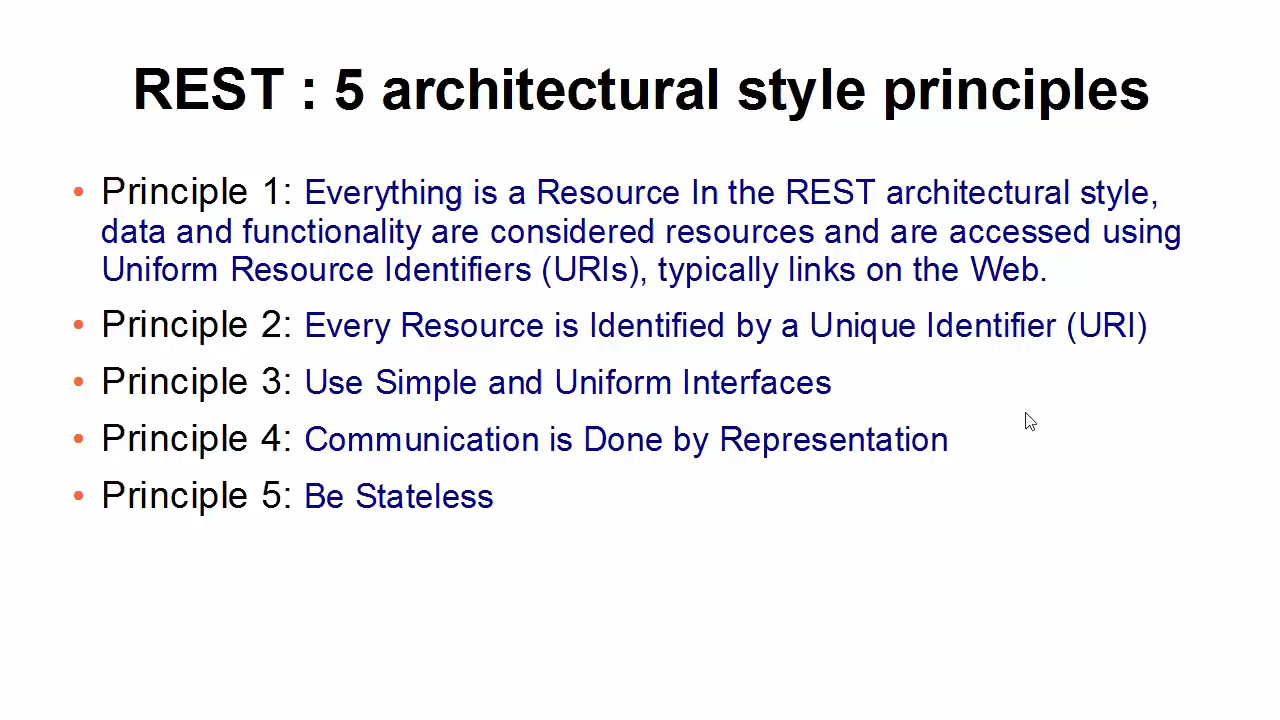 REST : 5 architectural style principles
• Principle 1: Everything is a Resource In the REST architectural style,
data and functionality are considered resources and are accessed using
Uniform Resource Identifiers (URIs), typically links on the Web.
• Principle 2: Every Resource is Identified by a Unique Identifier (URI)
• Principle 3: Use Simple and Uniform Interfaces
• Principle 4: Communication is Done by Representation
• Principle 5: Be Stateless